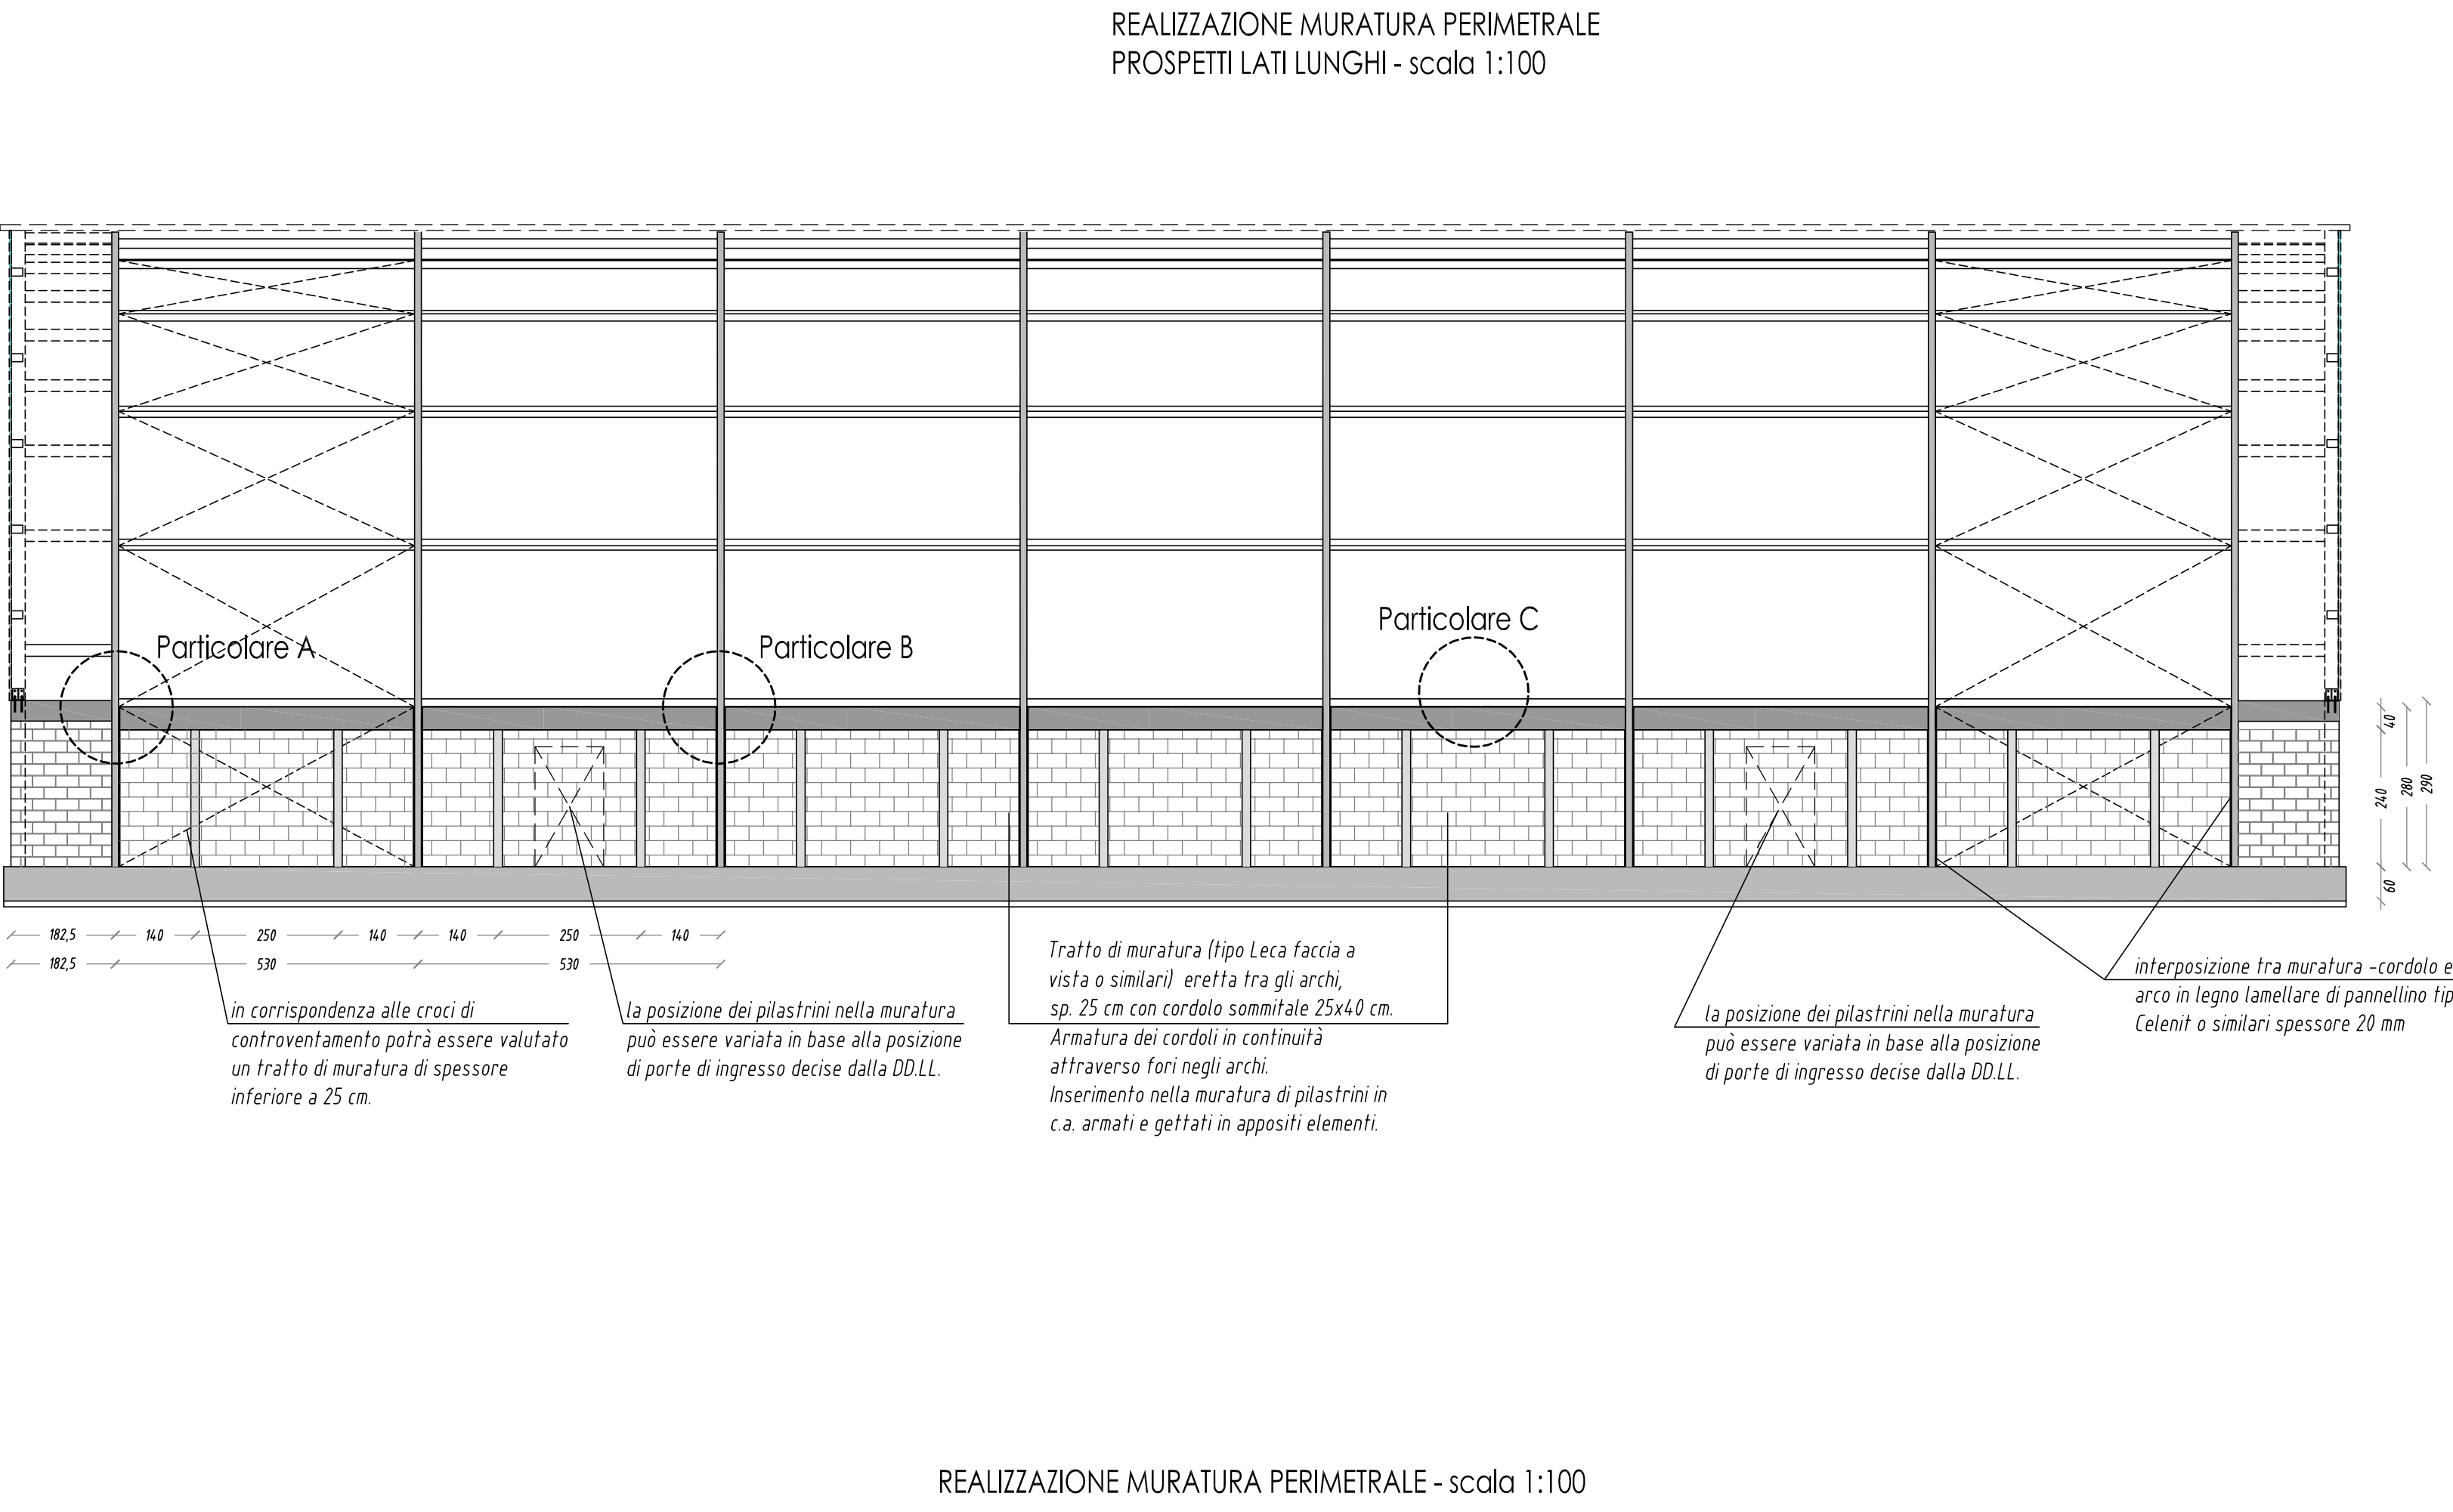 REALIZZAZIONE MURATURA PERIMETRALE
PROSPETTI LATI LUNGHI - scala 1:100
Particolare A
Particolare B
Particolare C
40
240
280
290
60
182,5 140 250 140 140 250 140
182,5 530 530
in corrispondenza alle croci di
controventamento potrà essere valutato
un tratto di muratura di spessore
inferiore a 25 cm.
la posizione dei pilastrini nella muratura
può essere variata in base alla posizione
di porte di ingresso decise dalla DD.LL.
Tratto di muratura (tipo Leca faccia a
vista o similari) eretta tra gli archi,
sp. 25 cm con cordolo sommitale 25x40 cm.
Armatura dei cordoli in continuità
attraverso fori negli archi.
Inserimento nella muratura di pilastrini in
c.a. armati e gettati in appositi elementi.
la posizione dei pilastrini nella muratura
può essere variata in base alla posizione
di porte di ingresso decise dalla DD.LL.
interposizione tra muratura -cordolo e
arco in legno lamellare di pannellino tip
Celenit o similari spessore 20 mm
REALIZZAZIONE MURATURA PERIMETRALE - scala 1:100